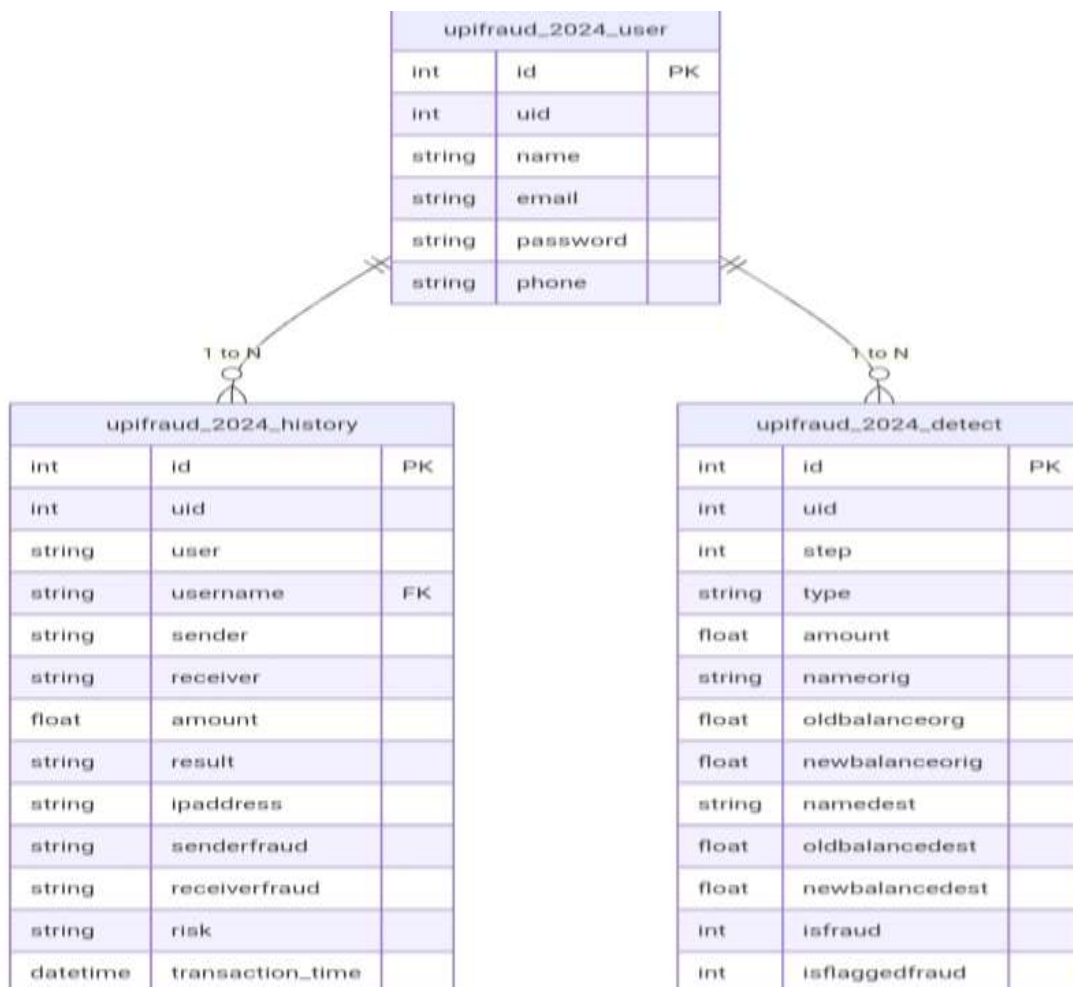 upifraud_2024_user
int id PK
int uid
string name
string email
string password
string phone
1 to N
1 to N
upifraud_2024_history
int id PK
int uid
string user
string username FK
string sender
string receiver
float amount
string result
string ipaddress
string senderfraud
string receiverfraud
string risk
datetime transaction_time
upifraud_2024_detect
int id PK
int uid
int step
string type
float amount
string nameorig
float oldbalanceorg
float newbalanceorig
string namedest
float oldbalancedest
float newbalancedest
int isfraud
int isflaggedfraud